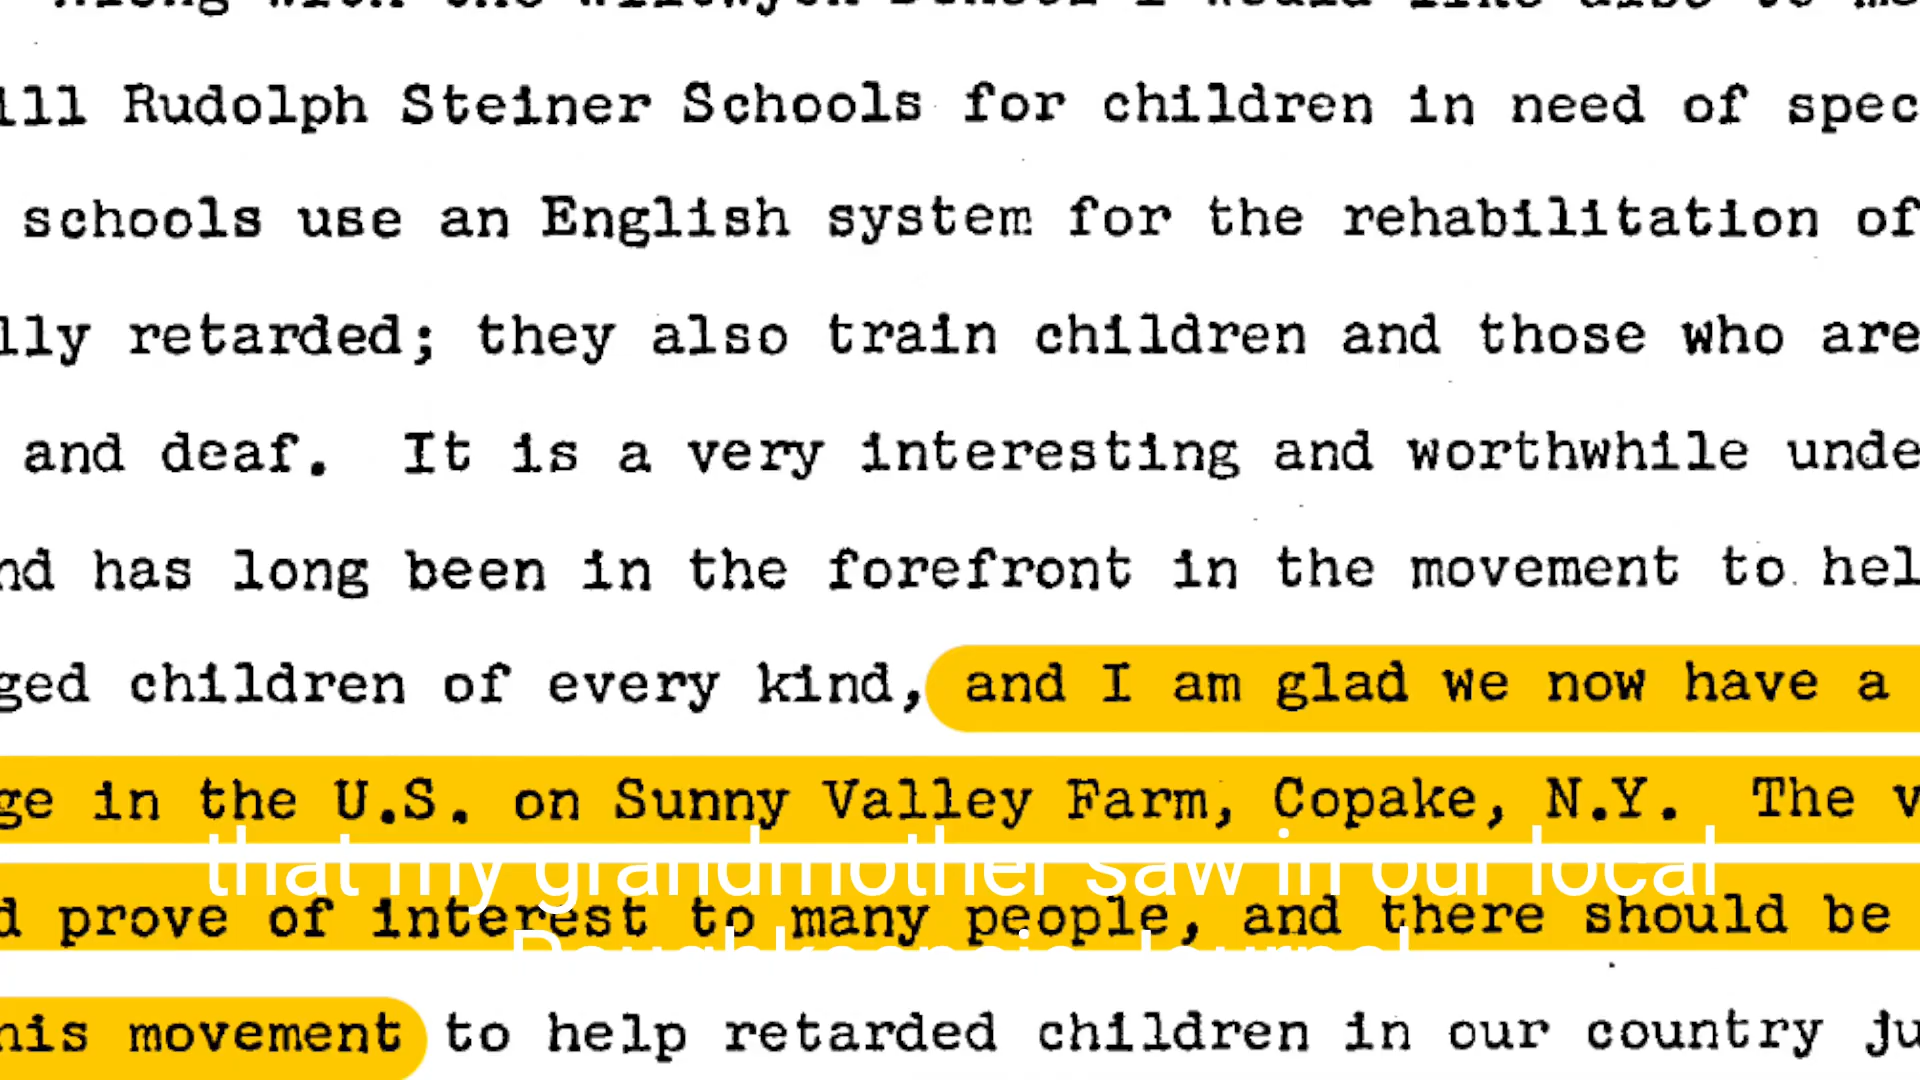 ill Rudolph Steiner Schools for children in need of spec
schools use an English system for the rehabilitation of
lly retarded; they also train children and those who are
and deaf. It is a very interesting and worthwhile unde
nd has long been in the forefront in the movement to hel
ged children of every kind, and I am glad we now have a
ge in the U.S. on Sunny Valley Farm, Copake, N.Y. The v
that my grandmother saw in our local
d prove of interest to many people, and there should be
Poughkeepsie Journal
his movement to help retarded children in our country ju